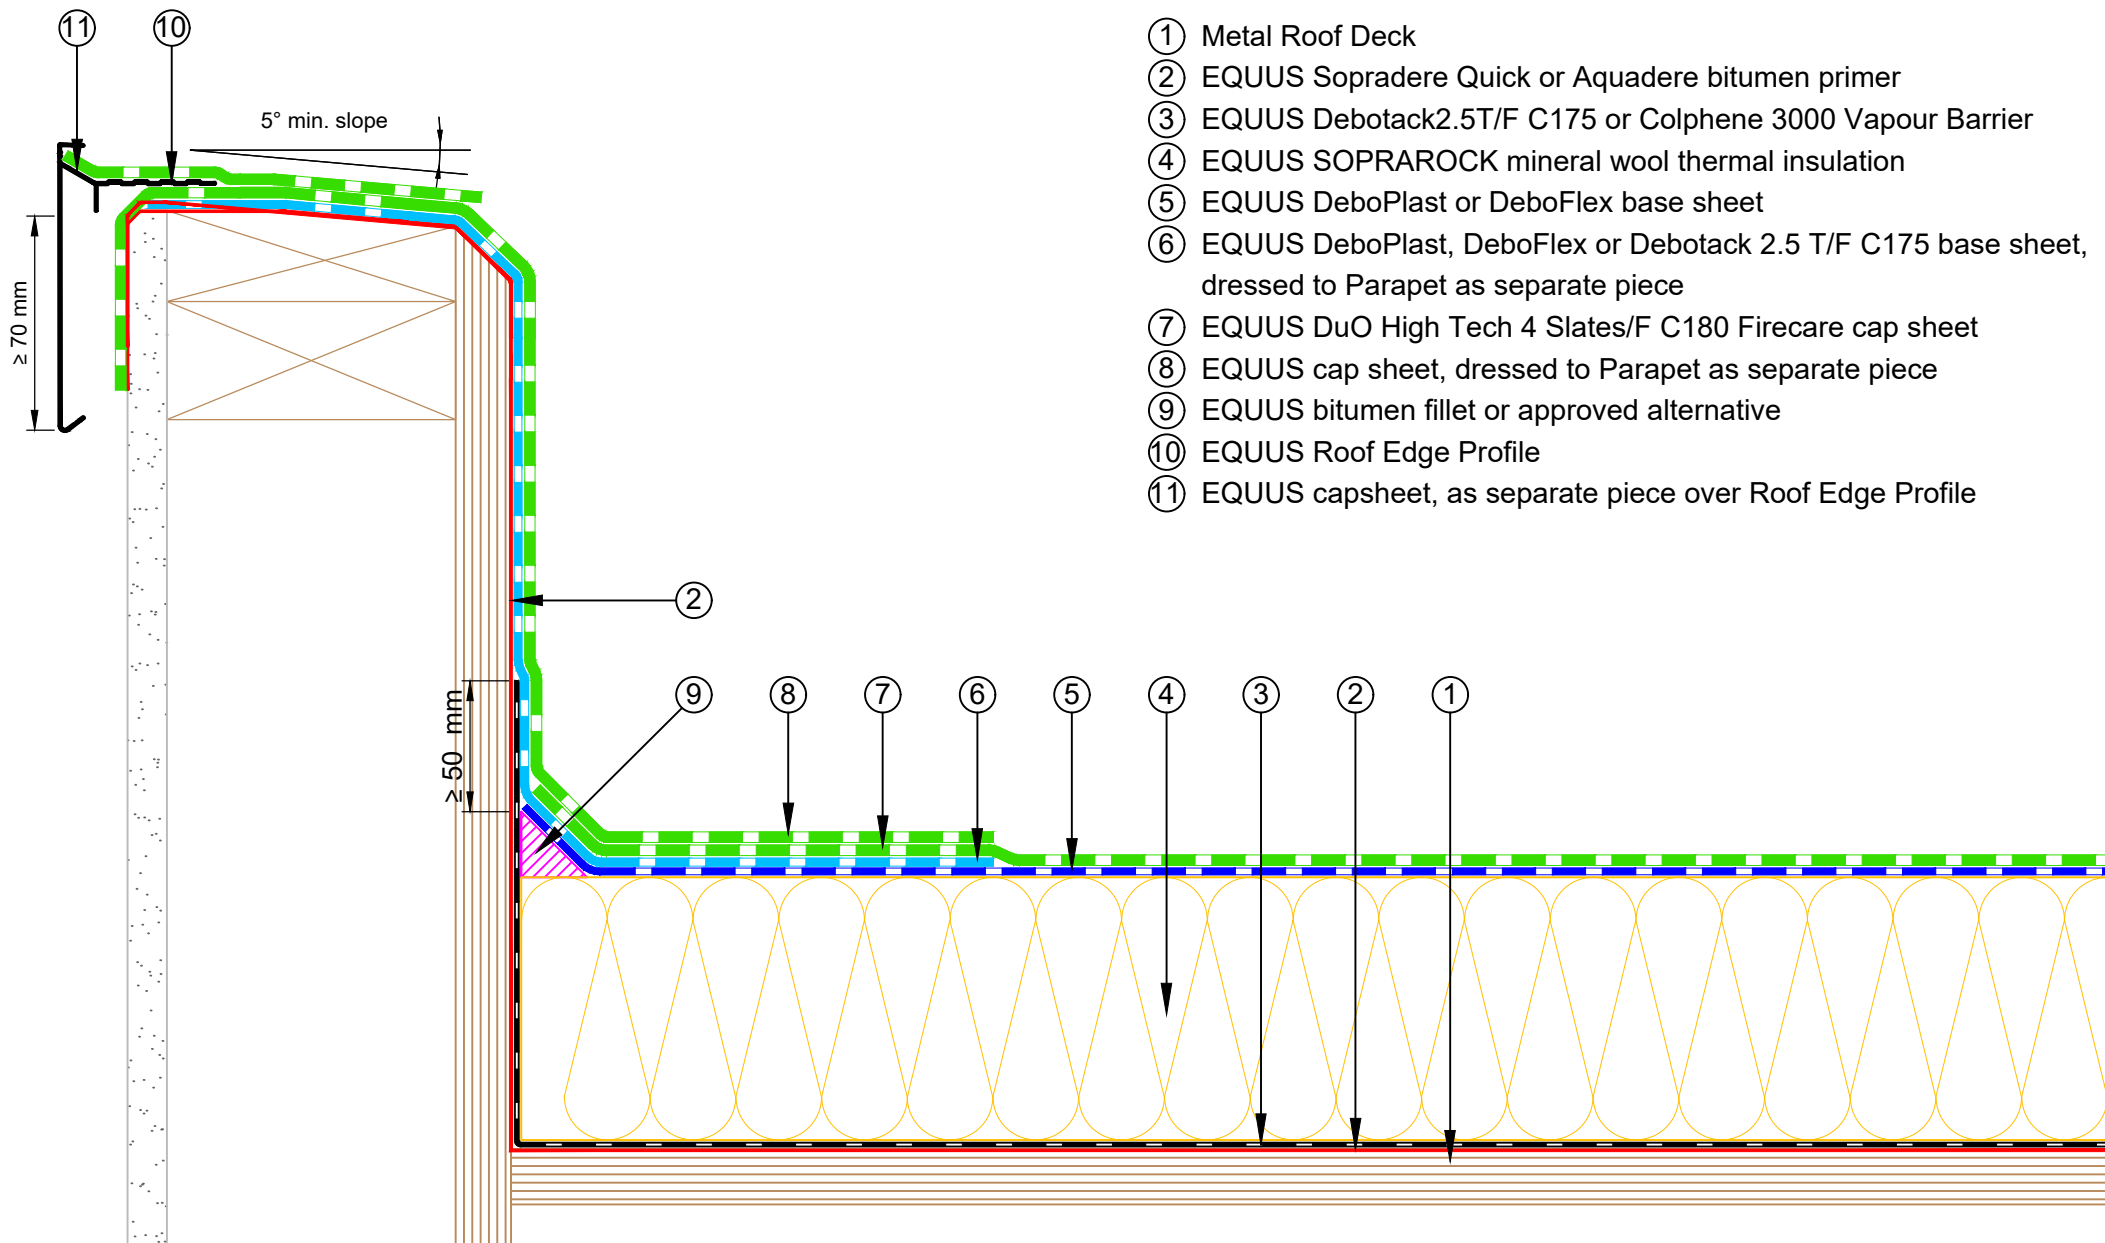 11
10
5° min. slope
≥ 70 mm
2
≥ 50 mm
9
8
7
6
5
4
3
2
1
1 Metal Roof Deck
2 EQUUS Sopradere Quick or Aquadere bitumen primer
3 EQUUS Debotack2.5T/F C175 or Colphene 3000 Vapour Barrier
4 EQUUS SOPRAROCK mineral wool thermal insulation
5 EQUUS DeboPlast or DeboFlex base sheet
6 EQUUS DeboPlast, DeboFlex or Debotack 2.5 T/F C175 base sheet,
dressed to Parapet as separate piece
7 EQUUS DuO High Tech 4 Slates/F C180 Firecare cap sheet
8 EQUUS cap sheet, dressed to Parapet as separate piece
9 EQUUS bitumen fillet or approved alternative
10 EQUUS Roof Edge Profile
11 EQUUS capsheet, as separate piece over Roof Edge Profile